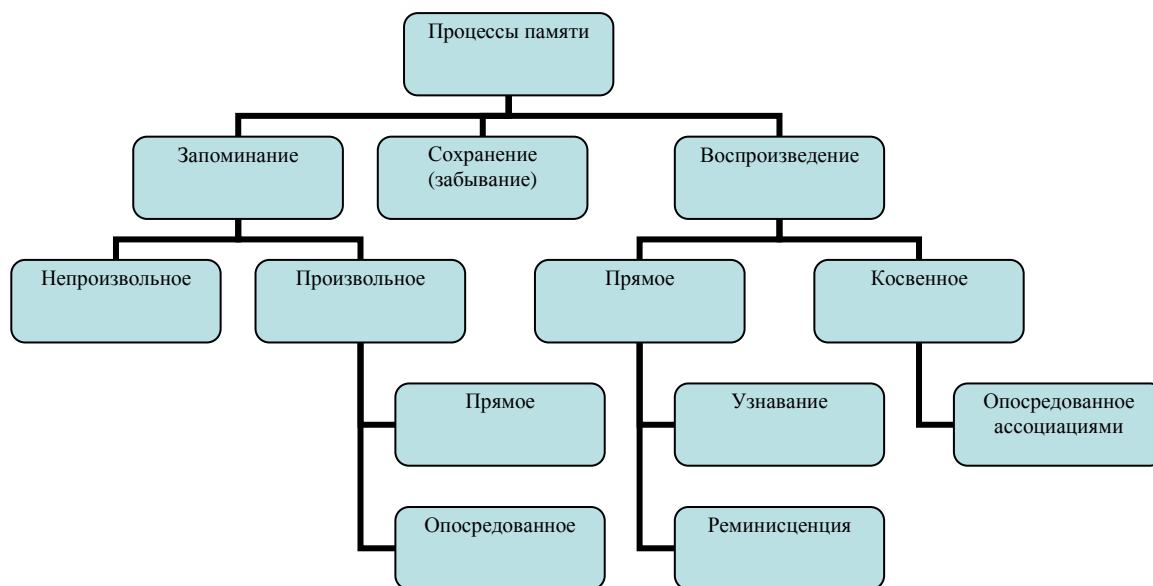 Процессы памяти
Запоминание
Сохранение
(забывание)
Воспроизведение
Непроизвольное
Произвольное
Прямое
Косвенное
Прямое
Узнавание
Опосредованное
ассоциациями
Опосредованное
Реминисценция